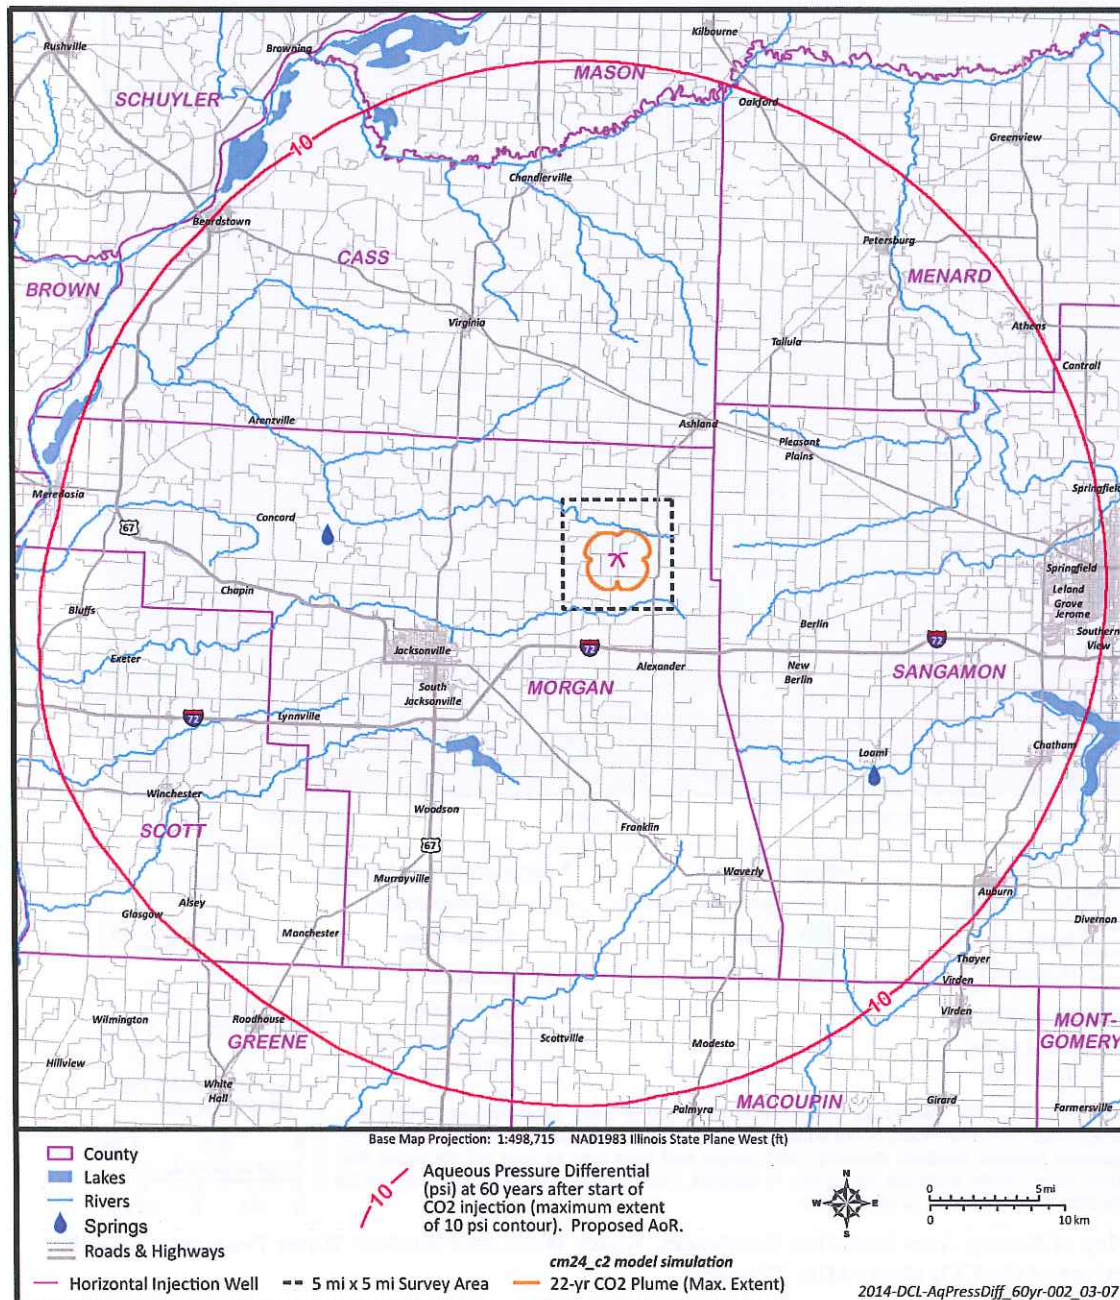 Rushville
Browning
Kilbourne
MASON
SCHUYLER
Oakford
10
Greenview
Chandlerville
Beardstown
Petersburg
CASS
MENARD
BROWN
Virginia
Athens
Tallula
Cantrall
Arenzville
Ashland
Pleasant
Plains
Meredosia
Springfield
Concord
67
Springfield
Chapin
Leland
Grove
Jerome
Bluffs
Berlin
Southern
View
72
72
Jacksonville
Exeter
Alexander
New
Berlin
SANGAMON
MORGAN
South
Jacksonville
72
Lynnville
Loami
Chatham
Winchester
Woodson
SCOTT
Franklin
67
Waverly
Murrayville
Auburn
Alsey
Glasgow
Divernon
Manchester
Thayer
Virden
10
Wilmington
Roodhouse
Virden
MONT-
GOMERY
GREENE
Scottville
Modesto
Hillview
White
Hall
MACOUPIN
Girard
Palmyra
Farmersville
Base Map Projection: 1:498,715 NAD1983 Illinois State Plane West (ft)
County
Lakes
Rivers
Springs
Roads & Highways
10
Aqueous Pressure Differential
(psi) at 60 years after start of
CO2 injection (maximum extent
of 10 psi contour). Proposed AoR.
N
W E
S
0 5 mi
0 10 km
cm24_c2 model simulation
Horizontal Injection Well
5 mi x 5 mi Survey Area
22-yr CO2 Plume (Max. Extent)
2014-DCL-AqPressDiff_60yr-002_03-07